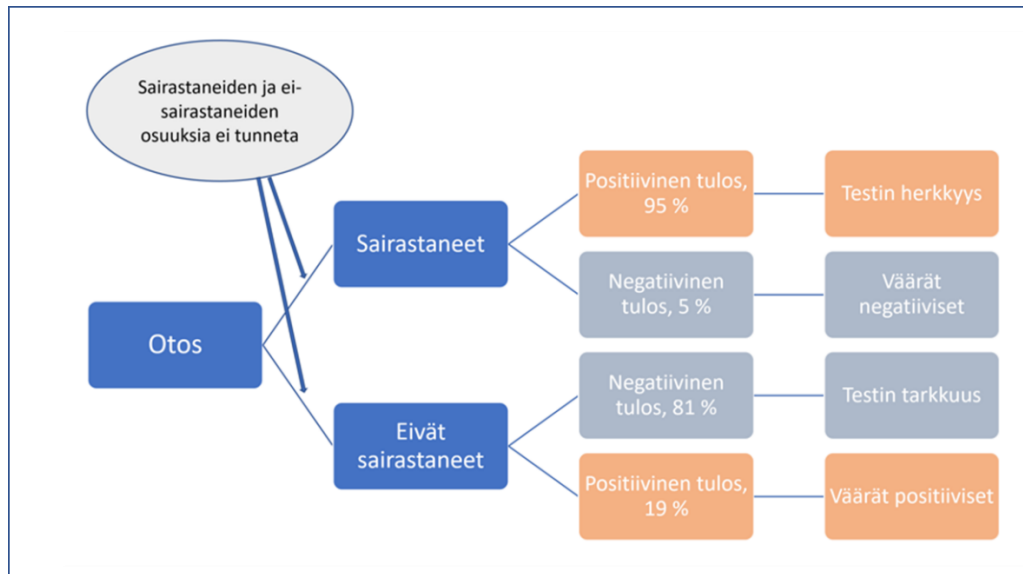 Sairastaneiden ja ei-
sairastaneiden
osuuksia ei tunneta
Otos
Sairastaneet
Eivät
sairastaneet
Positiivinen tulos,
95 %
Testin herkkyys
Negatiivinen
tulos, 5 %
Väärät
negatiiviset
Negatiivinen
tulos, 81 %
Testin tarkkuus
Positiivinen tulos,
19 %
Väärät positiiviset